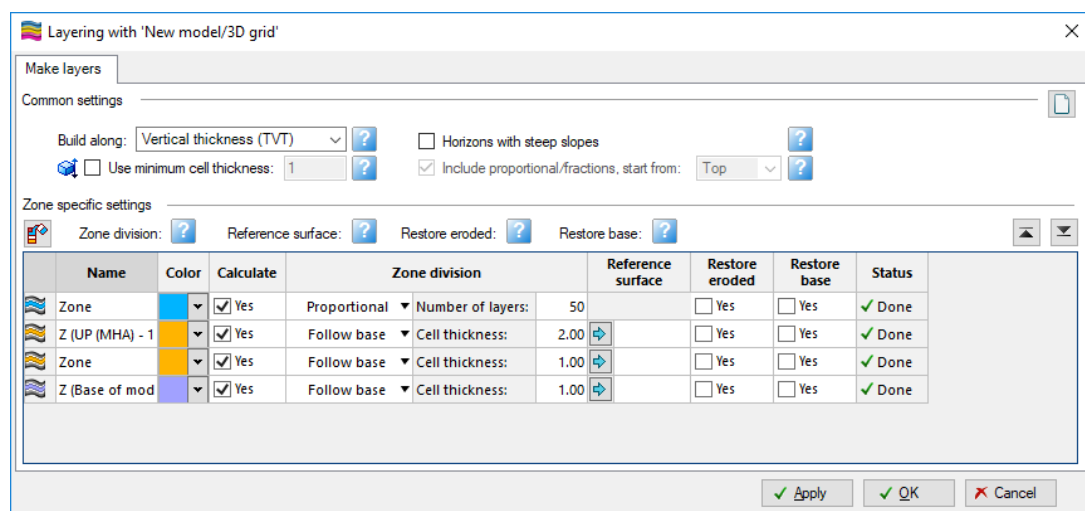 Layering with 'New model/3D grid'
Make layers
Common settings
Build along: Vertical thickness (TVT) ? Horizons with steep slopes ?
Use minimum cell thickness: 1 ? Include proportional/fractions, start from: Top ?
Zone specific settings
Zone division: ? Reference surface: ? Restore eroded: ? Restore base: ?
Name Color Calculate Zone division Reference surface Restore eroded Restore base Status
Zone Yes Proportional Number of layers: 50 Yes Yes Done
Z (UP (MHA) - 1 Yes Follow base Cell thickness: 2.00 Yes Yes Done
Zone Yes Follow base Cell thickness: 1.00 Yes Yes Done
Z (Base of mod Yes Follow base Cell thickness: 1.00 Yes Yes Done
Apply OK Cancel